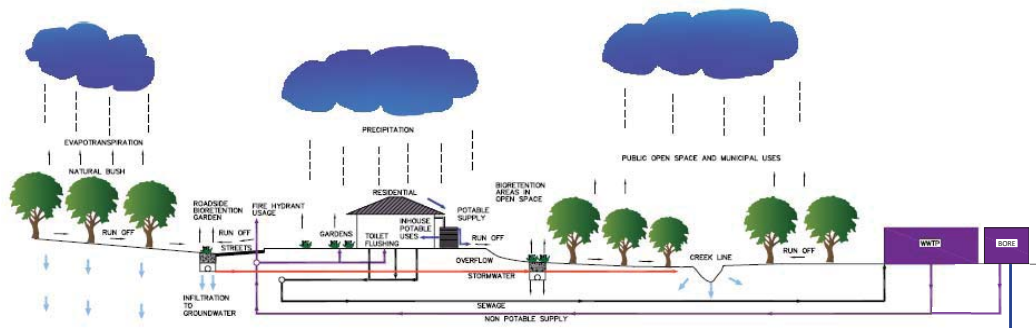 PRECIPITATION
EVAPOTRANSPIRATION
PUBLIC OPEN SPACE AND MUNICIPAL USES
NATURAL BUSH
RESIDENTIAL
BIORETENTION
AREAS IN
OPEN SPACE
ROADSIDE
BIORETENTION
GARDEN
FIRE HYDRANT
USAGE
POTABLE
SUPPLY
INHOUSE
POTABLE
USES
RUN OFF
RUN OFF
STREETS
GARDENS
TOILET
FLUSHING
RUN OFF
RUN OFF
WWTP
BORE
OVERFLOW
CREEK LINE
STORMWATER
INFILTRATION
TO
GROUNDWATER
SEWAGE
NON POTABLE SUPPLY